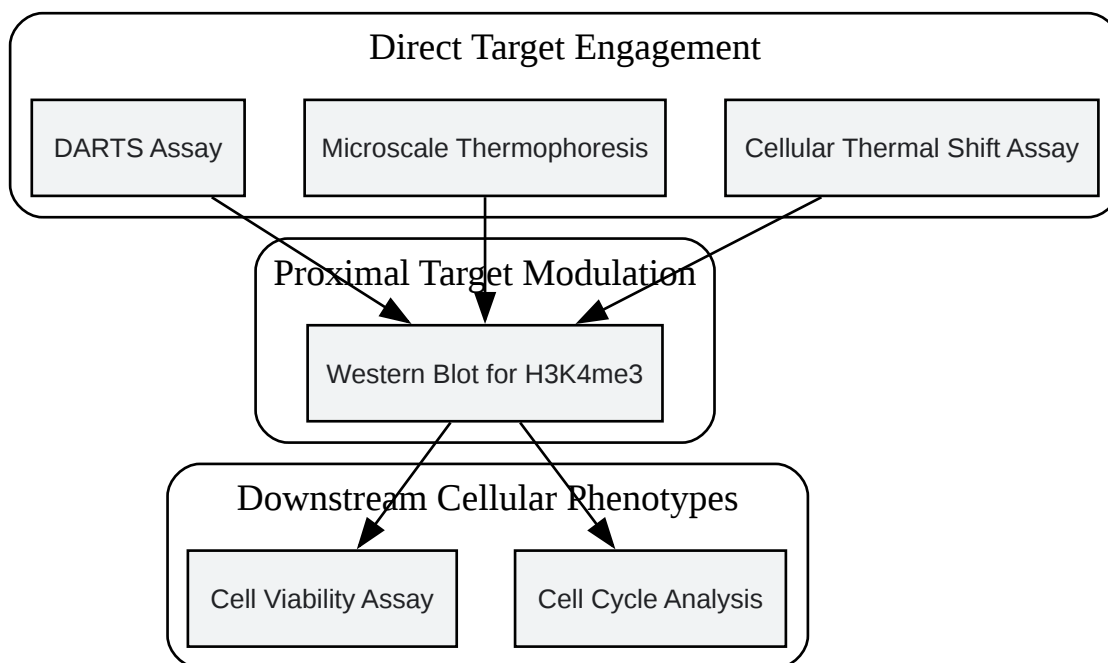 Direct Target Engagement
DARTS Assay
Microscale Thermophoresis
Cellular Thermal Shift Assay
Proximal Target Modulation
Western Blot for H3K4me3
Downstream Cellular Phenotypes
Cell Viability Assay
Cell Cycle Analysis